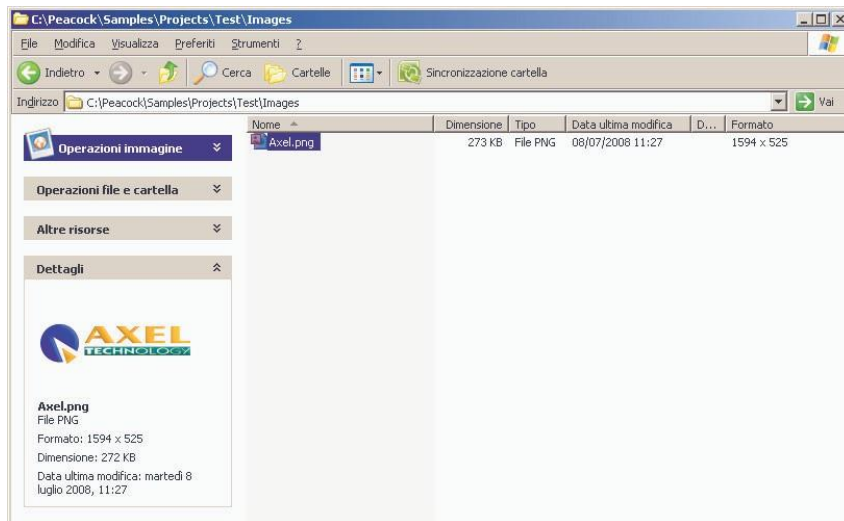 C:\Peacock\Samples\Projects\Test\Images
File Modifica Visualizza Preferiti Strumenti ?
Indietro Cerca Cartelle Sincronizzazione cartella
Indirizzo C:\Peacock\Samples\Projects\Test\Images Vai
Nome Dimensione Tipo Data ultima modifica D... Formato
Axel.png 273 KB File PNG 08/07/2008 11:27 1594 x 525
Operazioni immagine
Operazioni file e cartella
Altre risorse
Dettagli
AXEL
TECHNOLOGY
Axel.png
File PNG
Formato: 1594 x 525
Dimensione: 272 KB
Data ultima modifica: martedì 8
luglio 2008, 11:27